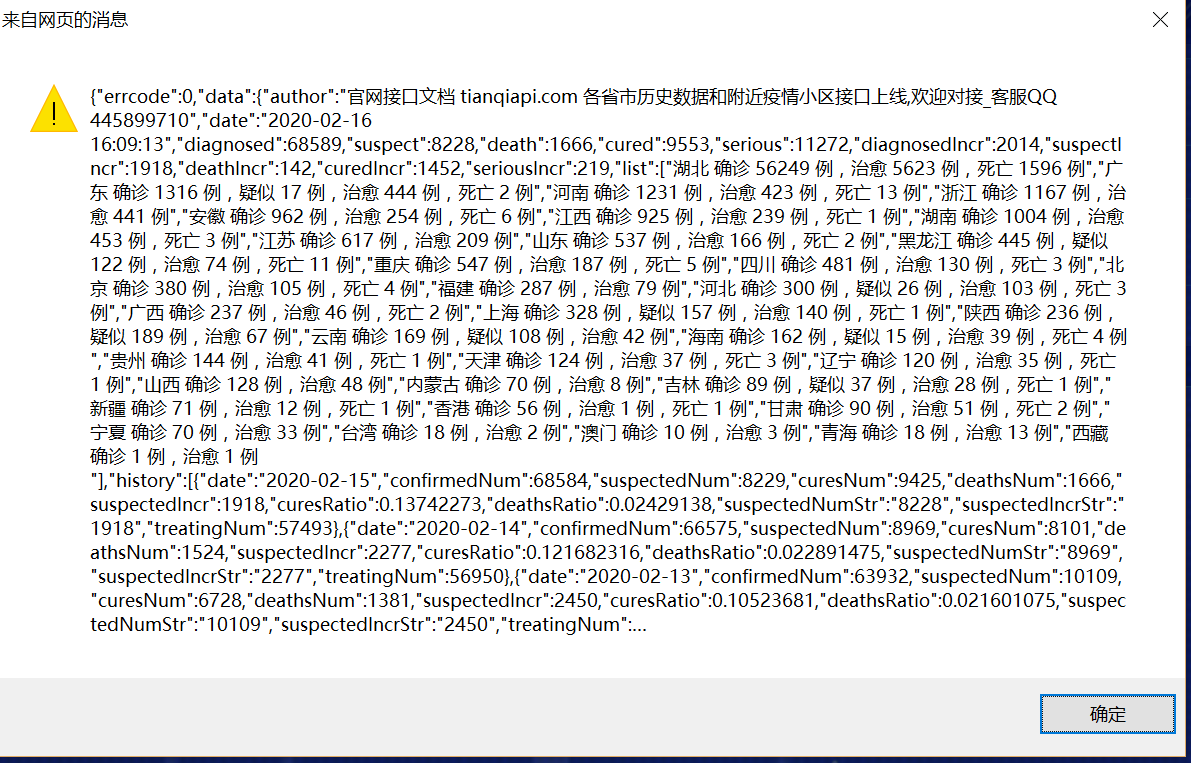 来自网页的消息
{"errcode":0,"data":{"author":"官网接口文档 tianqiapi.com 各省市历史数据和附近疫情小区接口上线,欢迎对接_客服QQ
445899710","date":"2020-02-16
16:09:13","diagnosed":68589,"suspect":8228,"death":1666,"cured":9553,"serious":11272,"diagnosedIncr":2014,"suspectI
ncr":1918,"deathIncr":142,"curedIncr":1452,"seriousIncr":219,"list":["湖北 确诊 56249 例，治愈 5623 例，死亡 1596 例","广
东 确诊 1316 例，疑似 17 例，治愈 444 例，死亡 2 例","河南 确诊 1231 例，治愈 423 例，死亡 13 例","浙江 确诊 1167 例，治
愈 441 例","安徽 确诊 962 例，治愈 254 例，死亡 6 例","江西 确诊 925 例，治愈 239 例，死亡 1 例","湖南 确诊 1004 例，治愈
453 例，死亡 3 例","江苏 确诊 617 例，治愈 209 例","山东 确诊 537 例，治愈 166 例，死亡 2 例","黑龙江 确诊 445 例，疑似
122 例，治愈 74 例，死亡 11 例","重庆 确诊 547 例，治愈 187 例，死亡 5 例","四川 确诊 481 例，治愈 130 例，死亡 3 例","北
京 确诊 380 例，治愈 105 例，死亡 4 例","福建 确诊 287 例，治愈 79 例","河北 确诊 300 例，疑似 26 例，治愈 103 例，死亡 3
例","广西 确诊 237 例，治愈 46 例，死亡 2 例","上海 确诊 328 例，疑似 157 例，治愈 140 例，死亡 1 例","陕西 确诊 236 例，
疑似 189 例，治愈 67 例","云南 确诊 169 例，疑似 108 例，治愈 42 例","海南 确诊 162 例，疑似 15 例，治愈 39 例，死亡 4 例
","贵州 确诊 144 例，治愈 41 例，死亡 1 例","天津 确诊 124 例，治愈 37 例，死亡 3 例","辽宁 确诊 120 例，治愈 35 例，死亡
1 例","山西 确诊 128 例，治愈 48 例","内蒙古 确诊 70 例，治愈 8 例","吉林 确诊 89 例，疑似 37 例，治愈 28 例，死亡 1 例","
新疆 确诊 71 例，治愈 12 例，死亡 1 例","香港 确诊 56 例，治愈 1 例，死亡 1 例","甘肃 确诊 90 例，治愈 51 例，死亡 2 例","
宁夏 确诊 70 例，治愈 33 例","台湾 确诊 18 例，治愈 2 例","澳门 确诊 10 例，治愈 3 例","青海 确诊 18 例，治愈 13 例","西藏
确诊 1 例，治愈 1 例
"],"history":[{"date":"2020-02-15","confirmedNum":68584,"suspectedNum":8229,"curesNum":9425,"deathsNum":1666,"
suspectedIncr":1918,"curesRatio":0.13742273,"deathsRatio":0.02429138,"suspectedNumStr":"8228","suspectedIncrStr":"
1918","treatingNum":57493},{"date":"2020-02-14","confirmedNum":66575,"suspectedNum":8969,"curesNum":8101,"de
athsNum":1524,"suspectedIncr":2277,"curesRatio":0.121682316,"deathsRatio":0.022891475,"suspectedNumStr":"8969",
"suspectedIncrStr":"2277","treatingNum":56950},{"date":"2020-02-13","confirmedNum":63932,"suspectedNum":10109,
"curesNum":6728,"deathsNum":1381,"suspectedIncr":2450,"curesRatio":0.10523681,"deathsRatio":0.021601075,"suspec
tedNumStr":"10109","suspectedIncrStr":"2450","treatingNum":...
确定